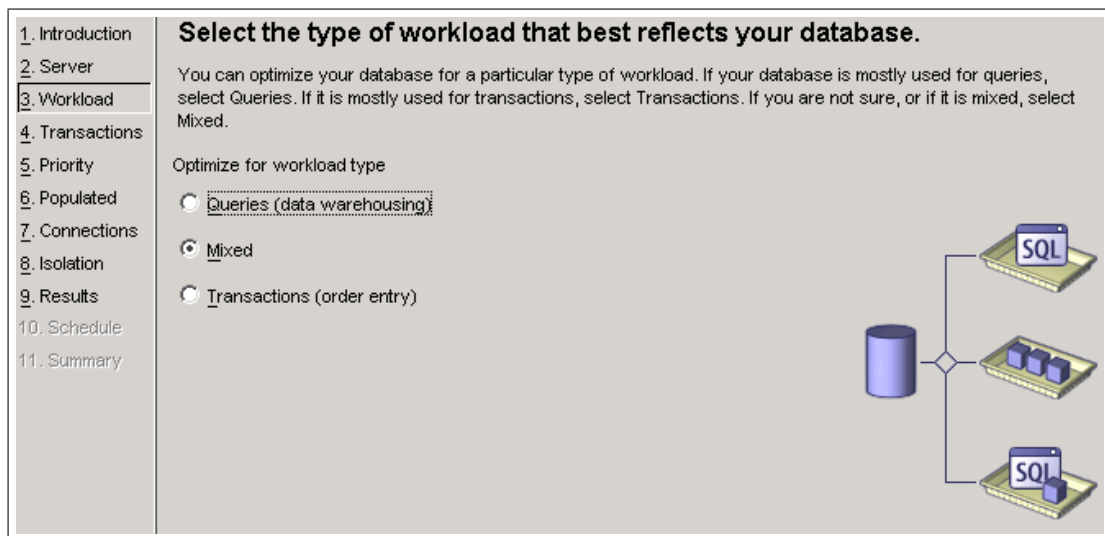 1. Introduction
2. Server
3. Workload
4. Transactions
5. Priority
6. Populated
7. Connections
8. Isolation
9. Results
10. Schedule
11. Summary
Select the type of workload that best reflects your database.
You can optimize your database for a particular type of workload. If your database is mostly used for queries,
select Queries. If it is mostly used for transactions, select Transactions. If you are not sure, or if it is mixed, select
Mixed.
Optimize for workload type
Queries (data warehousing)
Mixed
Transactions (order entry)
SQL
SQL